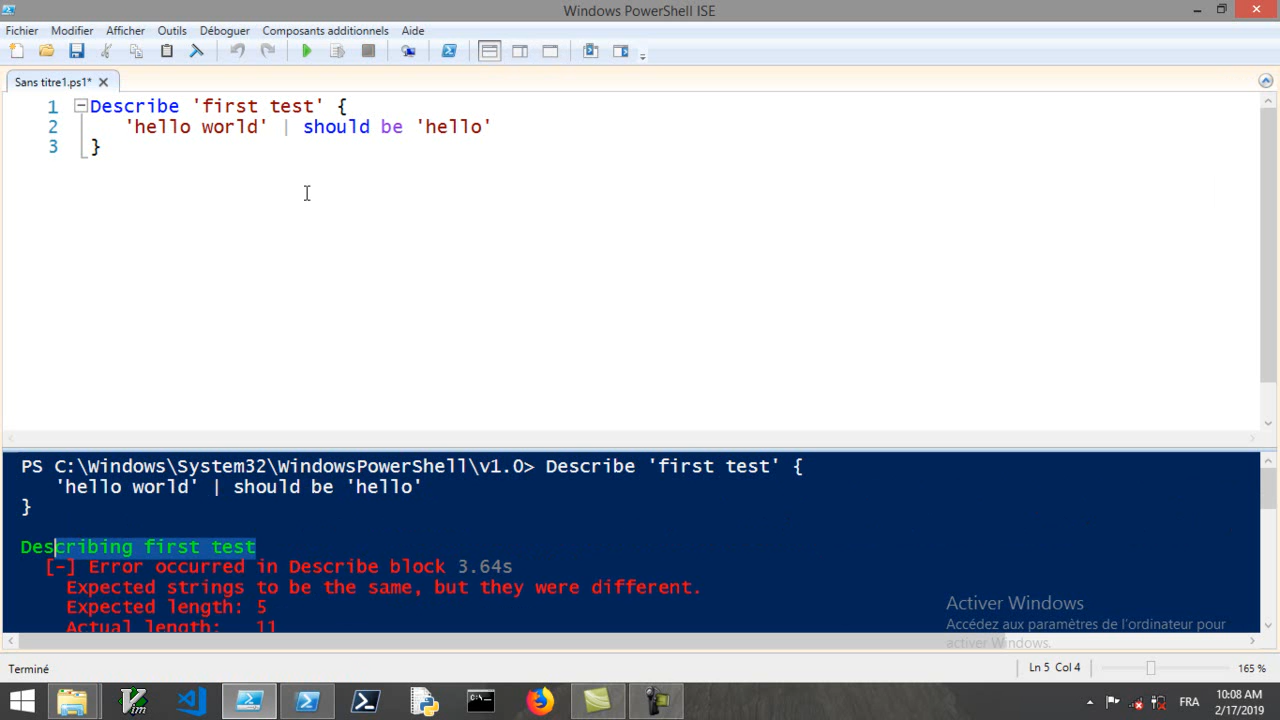 Windows PowerShell ISE
Fichier Modifier Afficher Outils Déboguer Composants additionnels Aide
Sans titre1.ps1*
1 Describe 'first test' {
2 'hello world' | should be 'hello'
3 }
PS C:\Windows\System32\WindowsPowerShell\v1.0> Describe 'first test' {
'hello world' | should be 'hello'
}
Describing first test
[-] Error occurred in Describe block 3.64s
Expected strings to be the same, but they were different.
Expected length: 5
Actual length: 11
Activer Windows
Accédez aux paramètres de l'ordinateur pour
activer Windows.
Terminé
Ln 5 Col 4
165 %
FRA
10:08 AM
2/17/2019